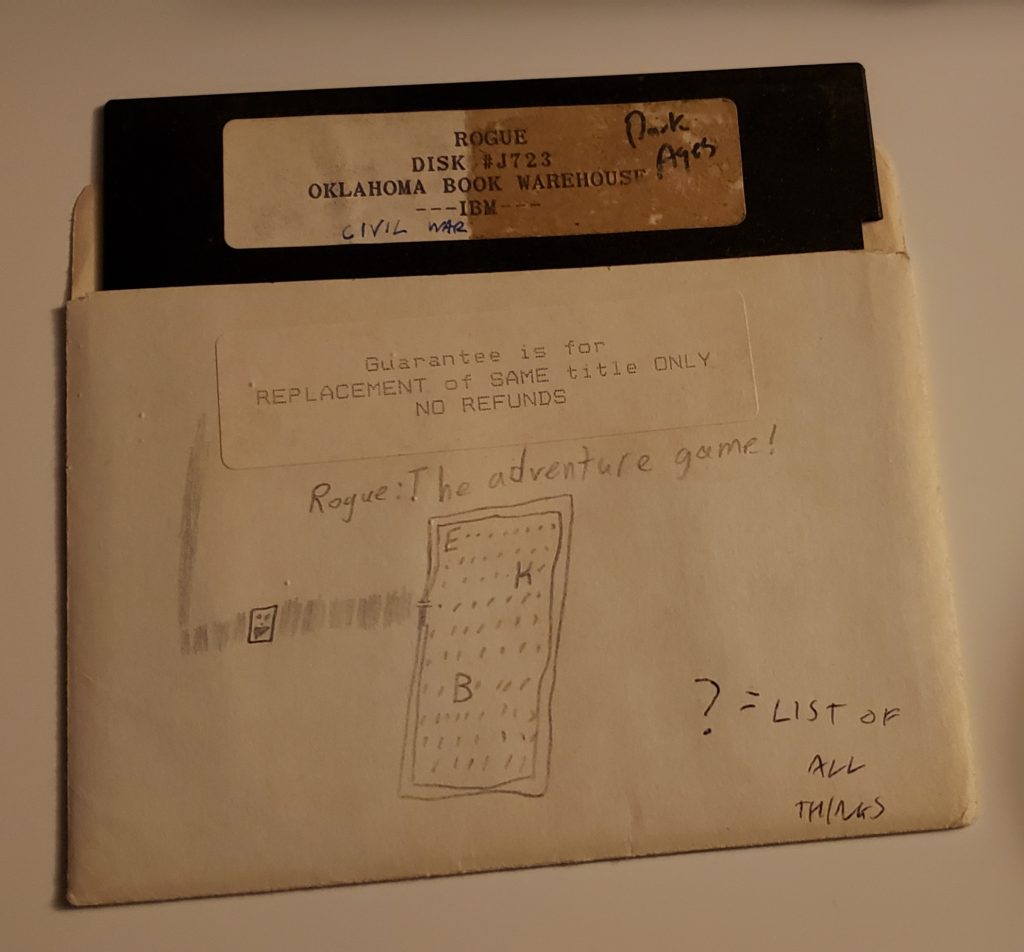 ROGUE
DISK #J723
OKLAHOMA BOOK WAREHOUSE
---IBM---
CIVIL WAR
Dark
Ages
Guarantee is for
REPLACEMENT of SAME title ONLY
NO REFUNDS
Rogue: The adventure game!
E
K
B
? = LIST OF
ALL
THINGS